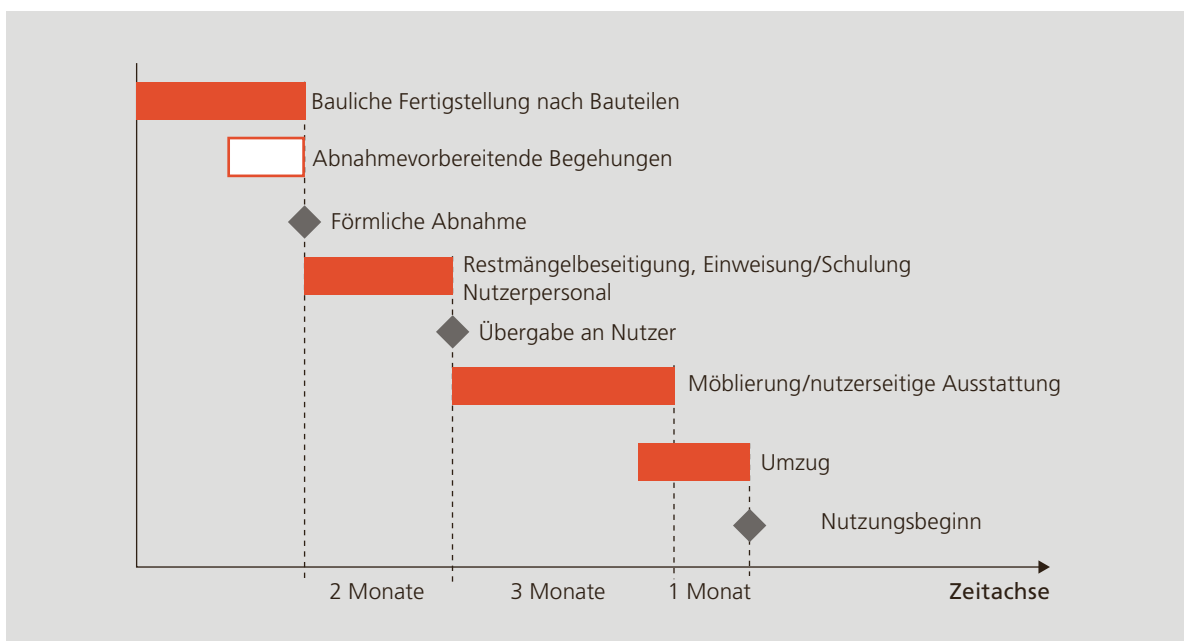 Bauliche Fertigstellung nach Bauteilen
Abnahmevorbereitende Begehungen
Förmliche Abnahme
Restmängelbeseitigung, Einweisung/Schulung
Nutzerpersonal
Übergabe an Nutzer
Möblierung/nutzerseitige Ausstattung
Umzug
Nutzungsbeginn
2 Monate 3 Monate 1 Monat Zeitachse